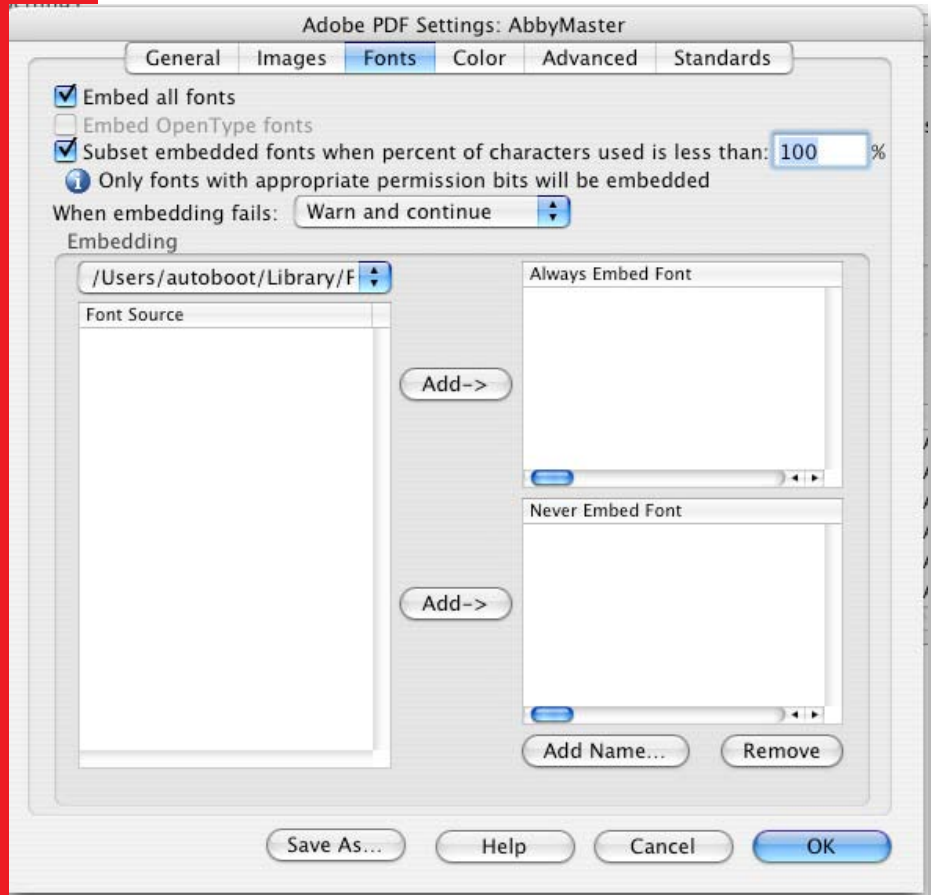 Adobe PDF Settings: AbbyMaster
General Images Fonts Color Advanced Standards
Embed all fonts
Embed OpenType fonts
Subset embedded fonts when percent of characters used is less than: 100 %
Only fonts with appropriate permission bits will be embedded
When embedding fails: Warn and continue
Embedding
/Users/autoboot/Library/F
Always Embed Font
Font Source
Add->
Never Embed Font
Add->
Add Name... Remove
Save As... Help Cancel OK